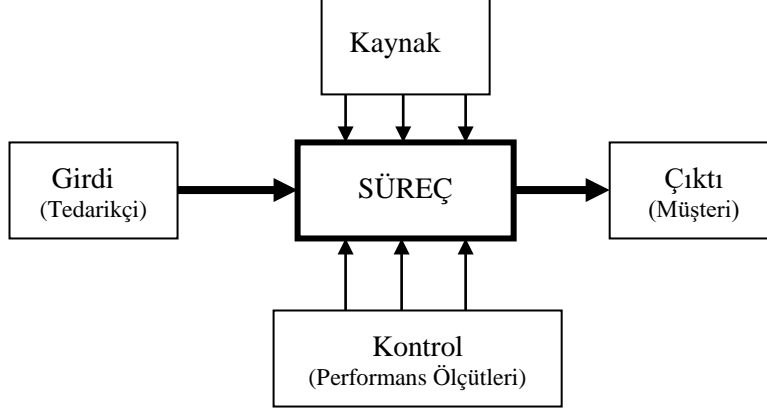 Kaynak
Girdi
(Tedarikçi)
SÜREÇ
Çıktı
(Müşteri)
Kontrol
(Performans Ölçütleri)